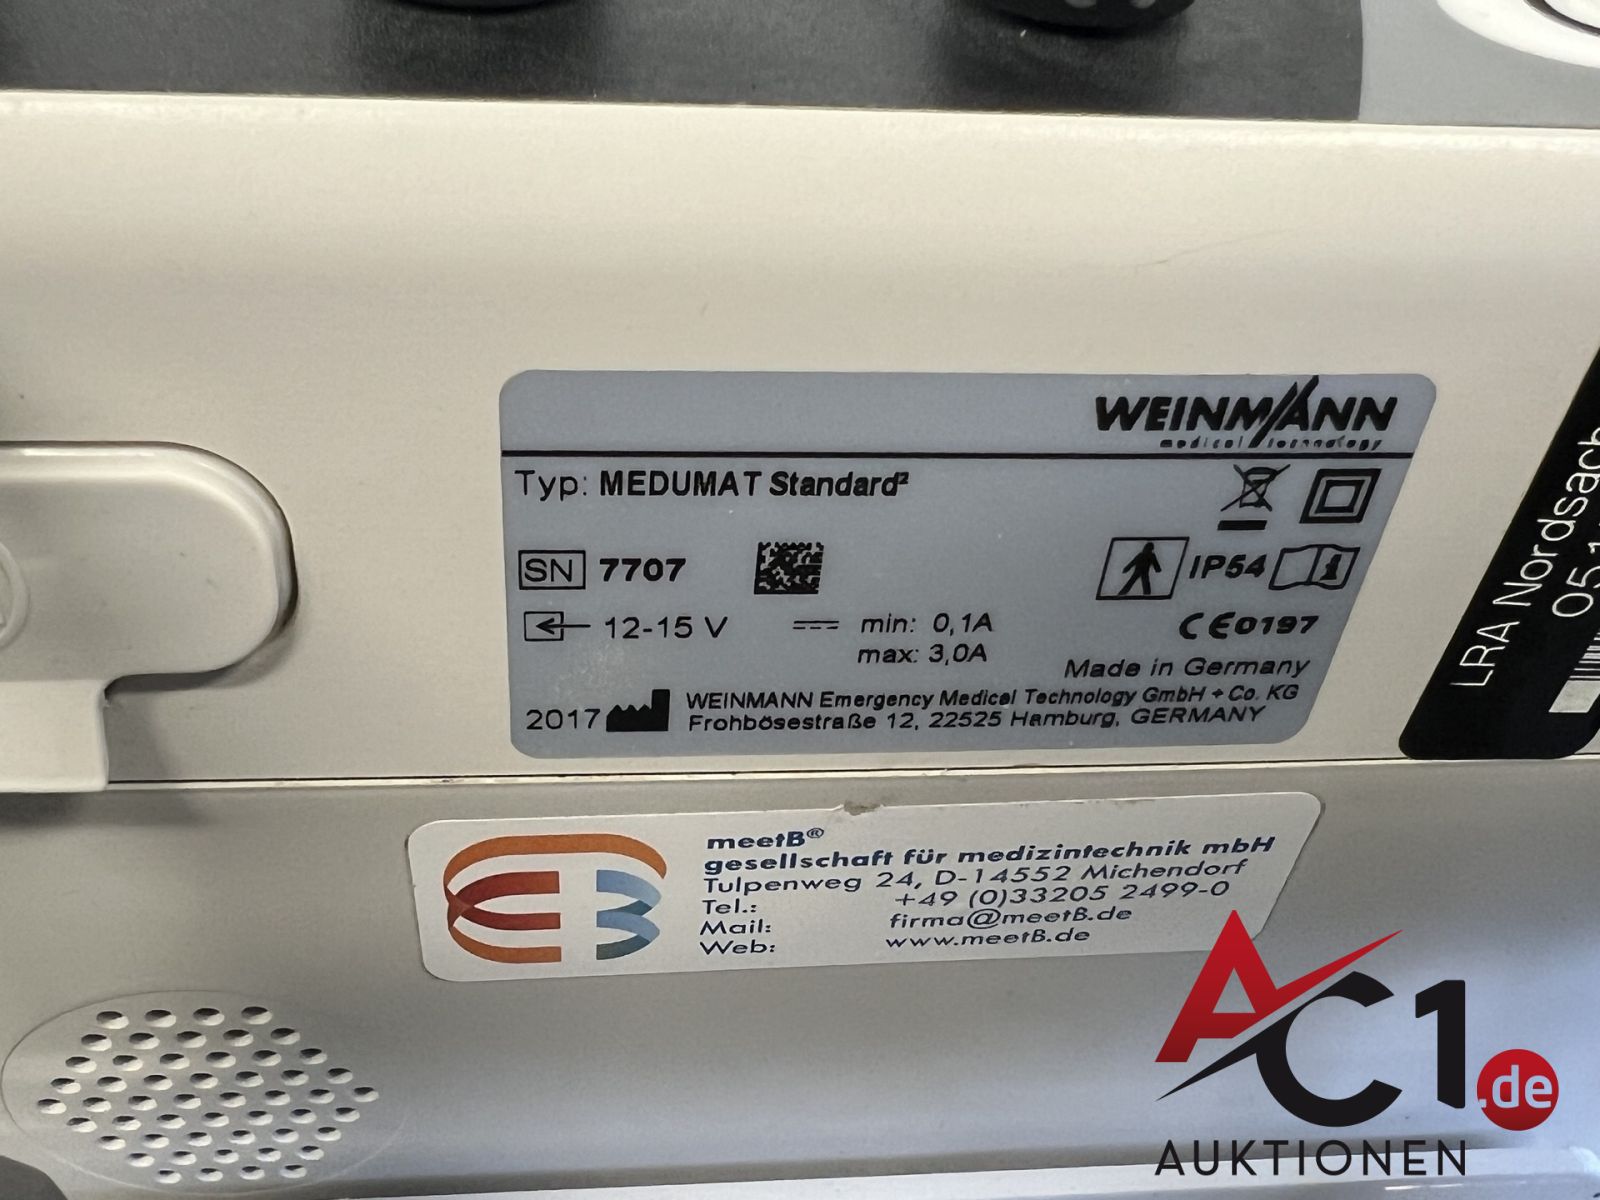 WEINMANN
medical technology
Typ: MEDUMAT Standard²
SN 7707
IP54
12-15 V min: 0,1A
max: 3,0A
CE0197
Made in Germany
2017 WEINMANN Emergency Medical Technology GmbH + Co. KG
Frohbösestraße 12, 22525 Hamburg, GERMANY
LRA Nordsach
meetB®
gesellschaft für medizintechnik mbH
Tulpenweg 24, D-14552 Michendorf
Tel.: +49 (0)33205 2499-0
Mail: firma@meetB.de
Web: www.meetB.de
AC1.de
AUKTIONEN